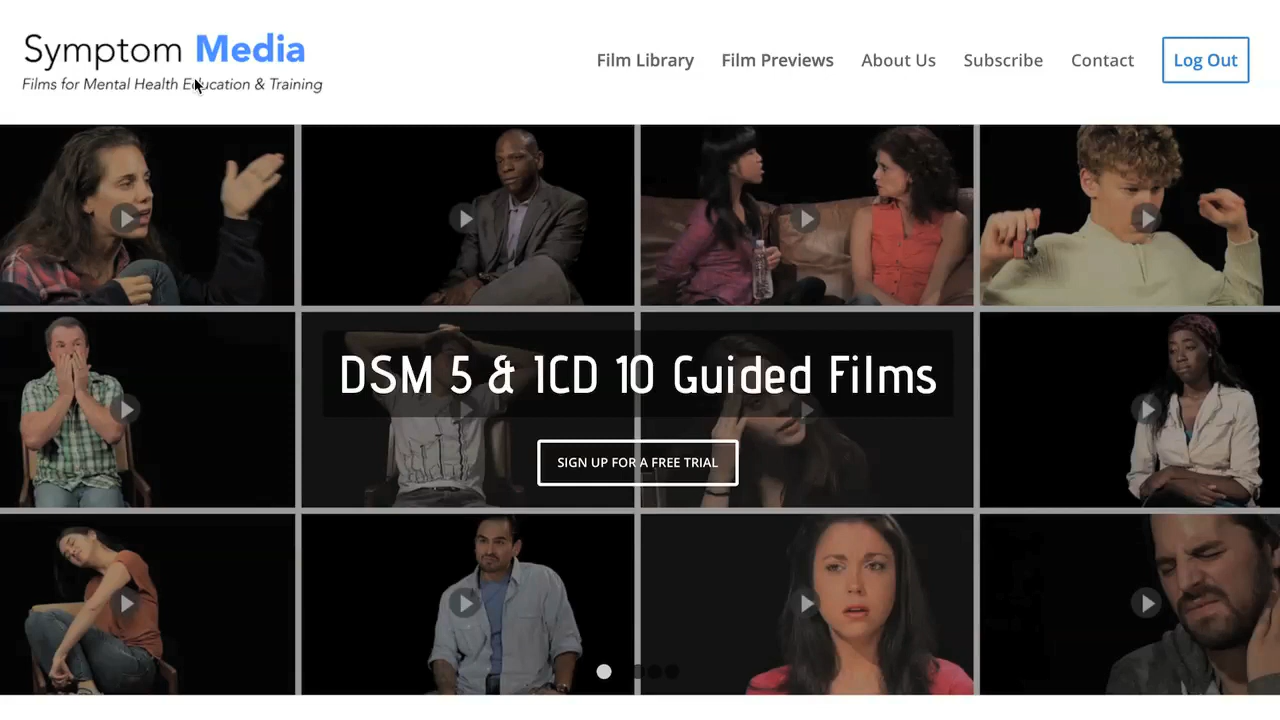 Symptom Media
Films for Mental Health Education & Training
Film Library
Film Previews
About Us
Subscribe
Contact
Log Out
DSM 5 & ICD 10 Guided Films
SIGN UP FOR A FREE TRIAL